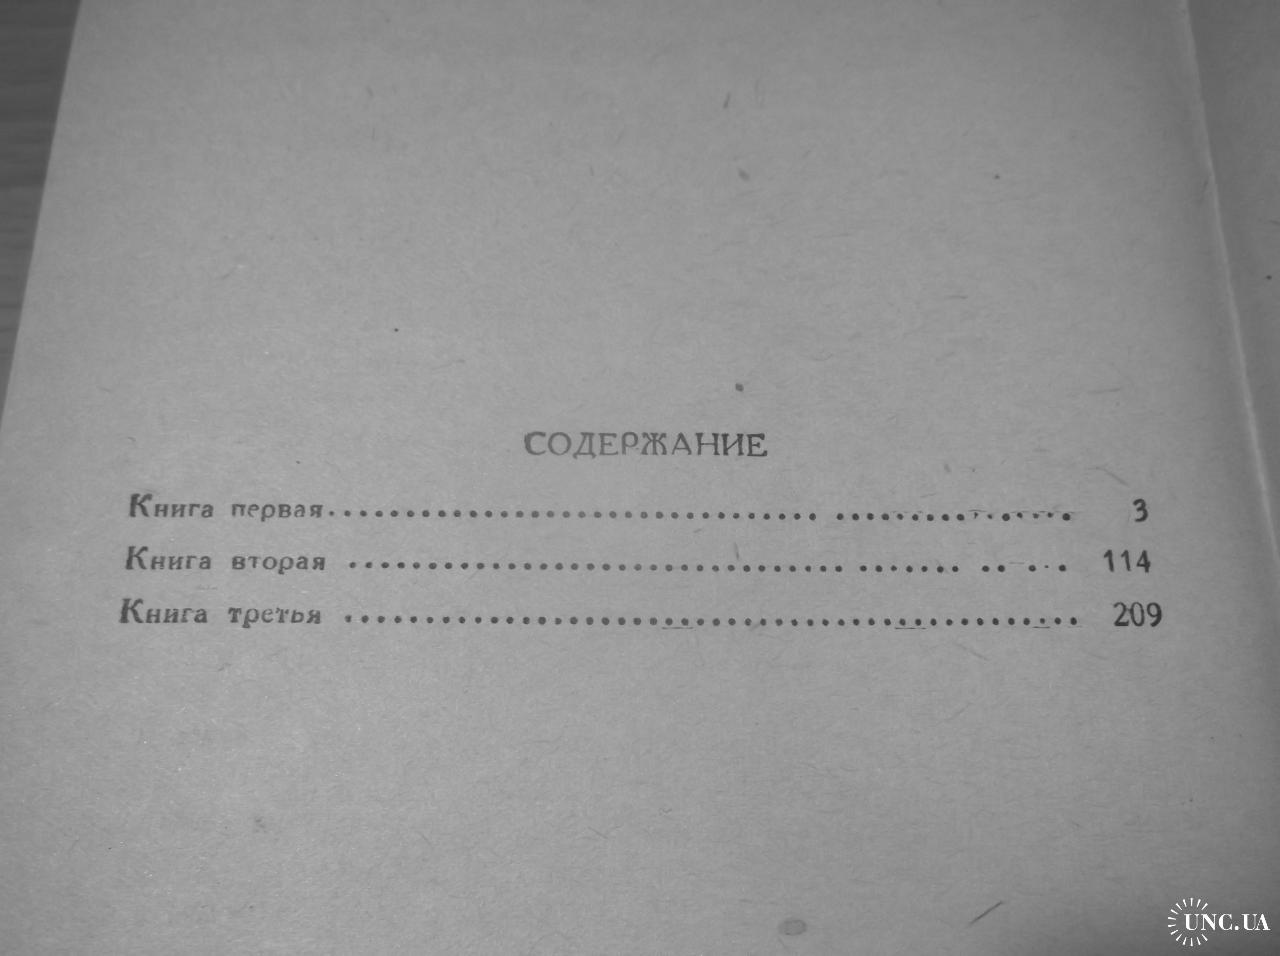 СОДЕРЖАНИЕ
Книга первая................................ ................ 3
Книга вторая ................................ ....... .. ... 114
Книга третья ............................................... 209
UNC.UA